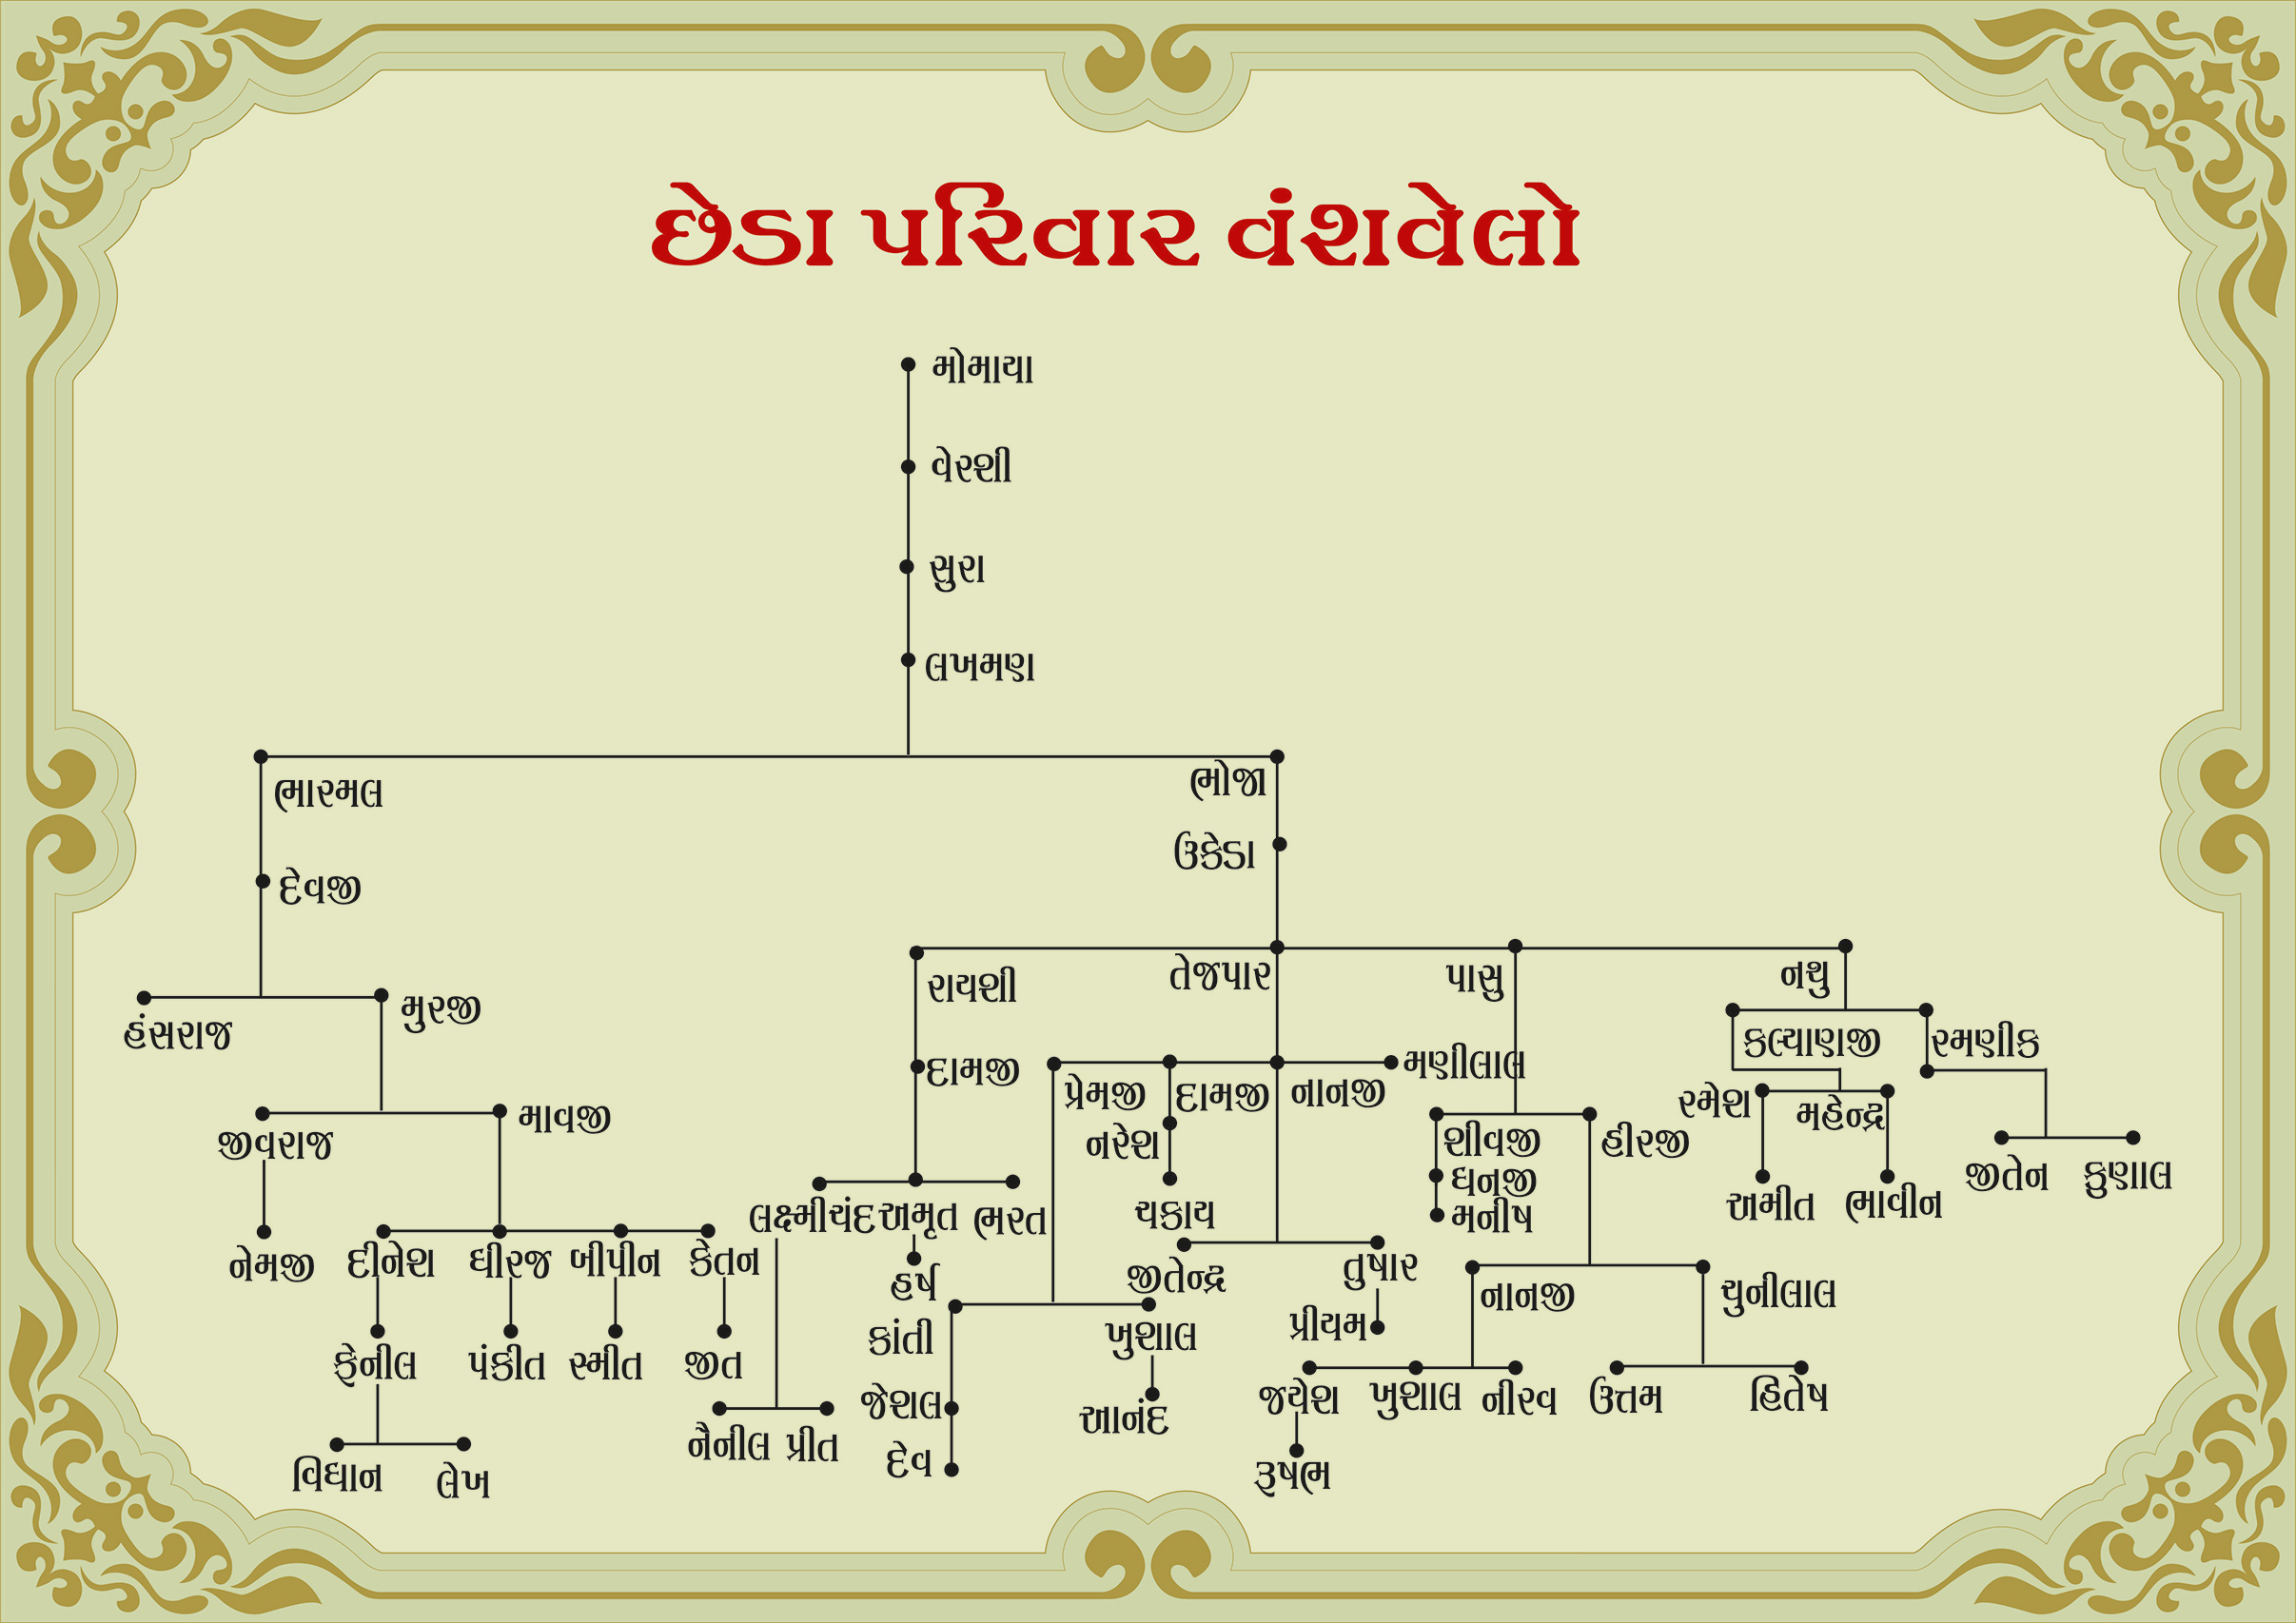 છેડા પરિવાર વંશવેલો
મોમાયા
વેરશી
સુરા
લખમણ
ભારમલ
ભોજા
ઉકેડા
દેવજી
રાયશી
તેજપાર
પાસુ
નથુ
હંસરાજ
મુરજી
દામજી
પ્રેમજી
દામજી
નાનજી
મણીલાલ
કલ્યાણજી
રમણીક
રમેશ
મહેન્દ્ર
જીવરાજ
માવજી
નરેશ
શીવજી
હીરજી
ધનજી
મનીષ
જીતેન
કુણાલ
અમીત
ભાવીન
લક્ષ્મીચંદ
અમૃત
ભરત
ચકાય
નેમજી
દીનેશ
ધીરજ
બીપીન
કેતન
હર્ષ
જીતેન્દ્ર
તુષાર
નાનજી
ચુનીલાલ
કાંતી
ખુશાલ
પ્રીયમ
ફેનીલ
પંકીત
સ્મીત
જીત
જેશલ
આનંદ
જયેશ
ખુશાલ
નીરવ
ઉત્તમ
હિતેષ
નૈનીલ
પ્રીત
દેવ
રૂષભ
વિધાન
લેખ